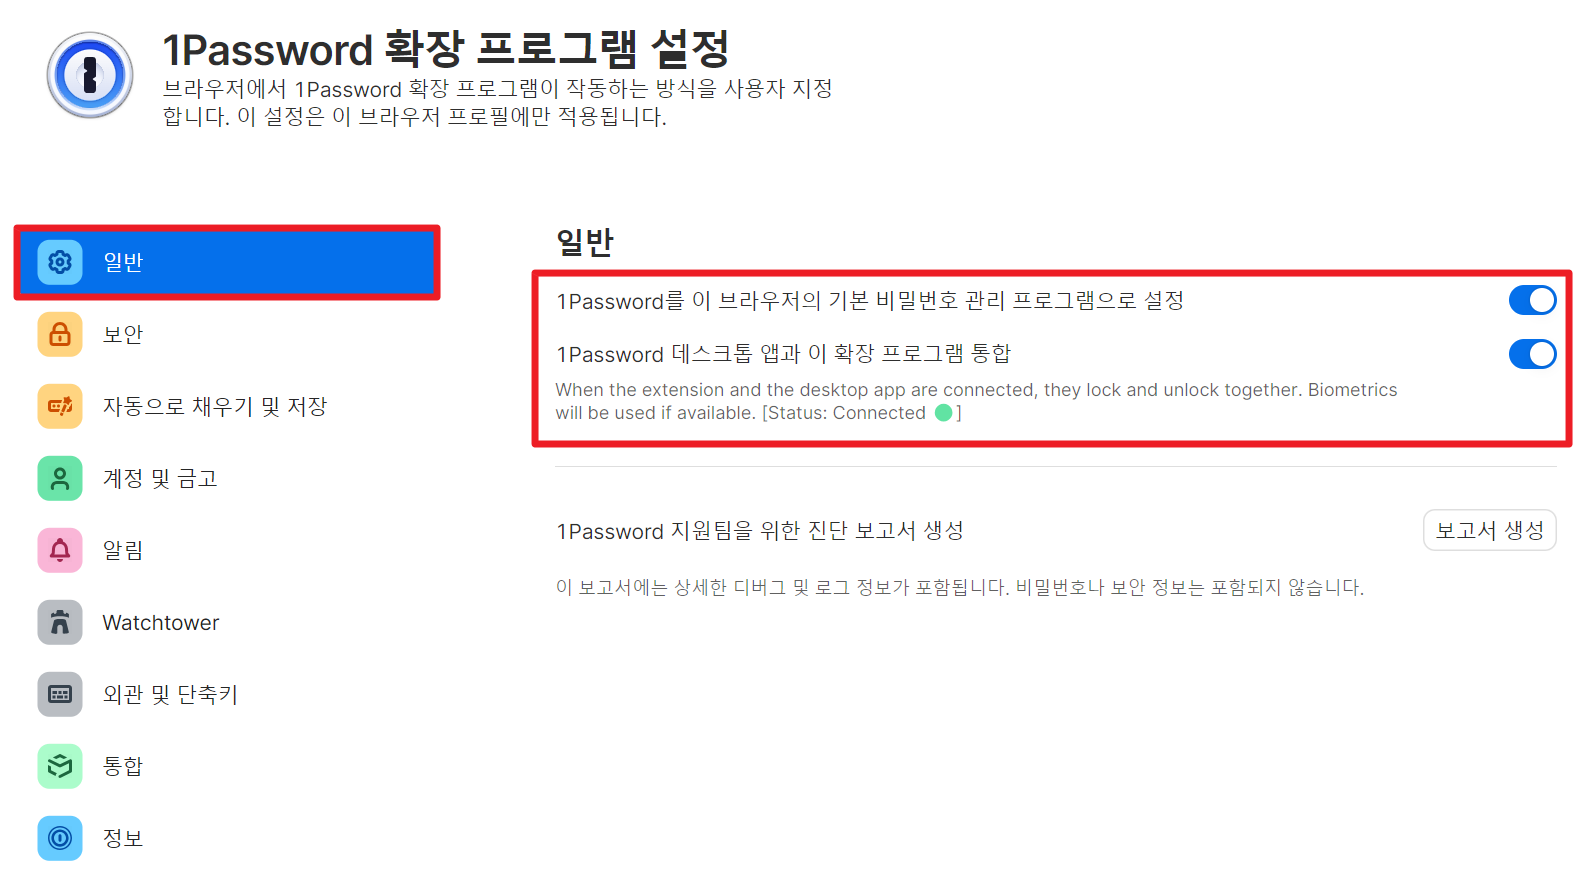 1Password 확장 프로그램 설정
브라우저에서 1Password 확장 프로그램이 작동하는 방식을 사용자 지정
합니다. 이 설정은 이 브라우저 프로필에만 적용됩니다.
일반
보안
자동으로 채우기 및 저장
계정 및 금고
알림
Watchtower
외관 및 단축키
통합
정보
일반
1Password를 이 브라우저의 기본 비밀번호 관리 프로그램으로 설정
1Password 데스크톱 앱과 이 확장 프로그램 통합
When the extension and the desktop app are connected, they lock and unlock together. Biometrics
will be used if available. [Status: Connected 🟢]
1Password 지원팀을 위한 진단 보고서 생성
보고서 생성
이 보고서에는 상세한 디버그 및 로그 정보가 포함됩니다. 비밀번호나 보안 정보는 포함되지 않습니다.